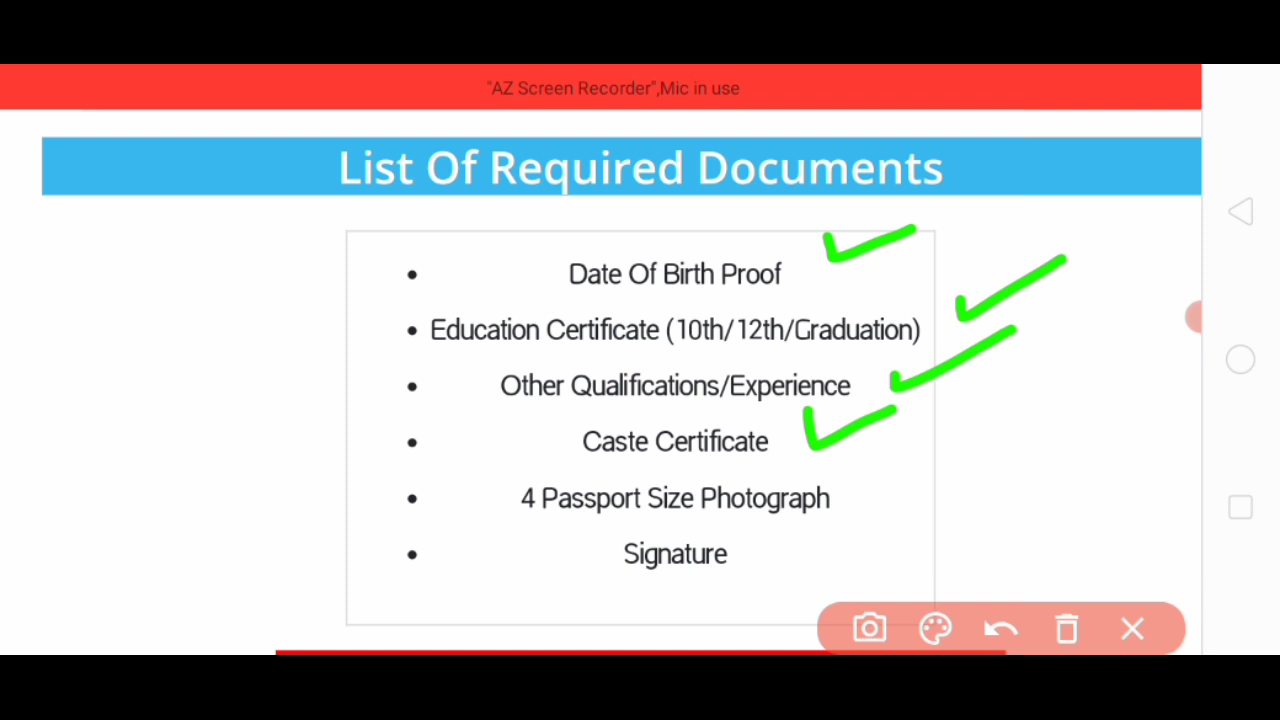 "AZ Screen Recorder",Mic in use
List Of Required Documents
• Date Of Birth Proof
• Education Certificate (10th/12th/Graduation)
• Other Qualifications/Experience
• Caste Certificate
• 4 Passport Size Photograph
• Signature